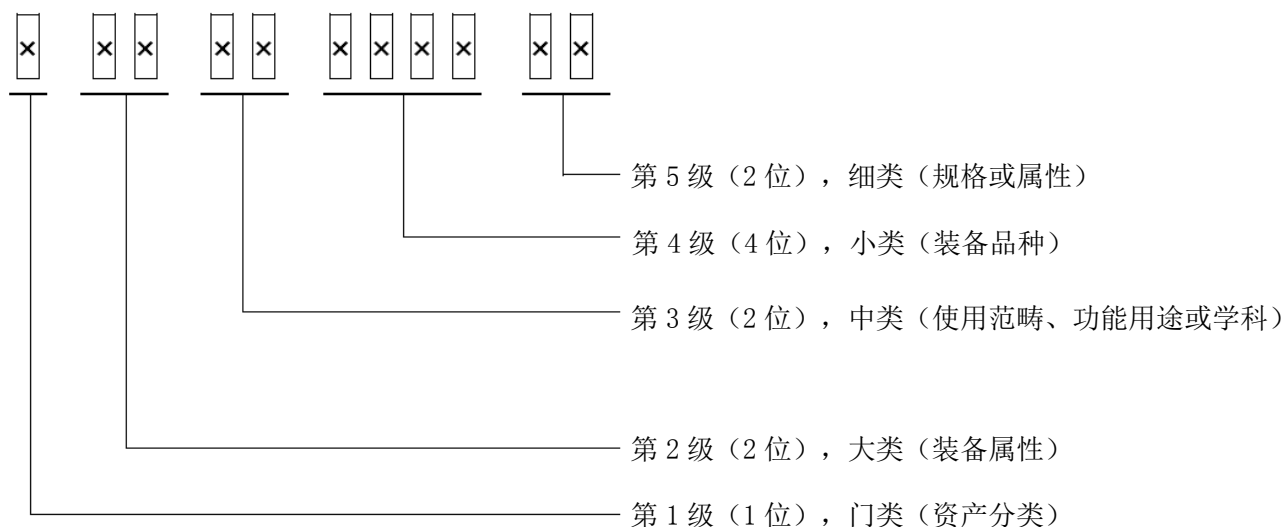 × ×× ×× ×××× ××
第5级（2位），细类（规格或属性）
第4级（4位），小类（装备品种）
第3级（2位），中类（使用范畴、功能用途或学科）
第2级（2位），大类（装备属性）
第1级（1位），门类（资产分类）